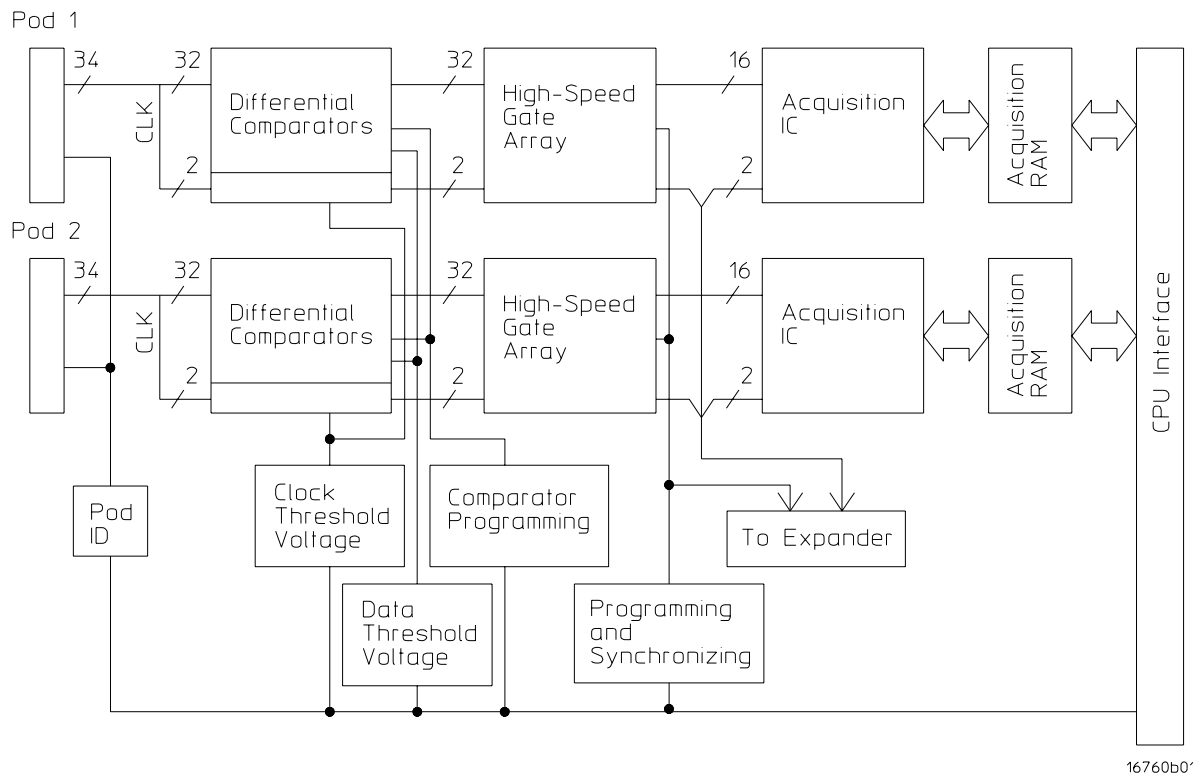 Pod 1
34
32
CLK
2
Differential
Comparators
32
2
High-Speed
Gate
Array
16
2
Acquisition
IC
Acquisition
RAM
CPU Interface
Pod 2
34
32
CLK
2
Differential
Comparators
32
2
High-Speed
Gate
Array
16
2
Acquisition
IC
Acquisition
RAM
Pod
ID
Clock
Threshold
Voltage
Comparator
Programming
To Expander
Data
Threshold
Voltage
Programming
and
Synchronizing
16760b01